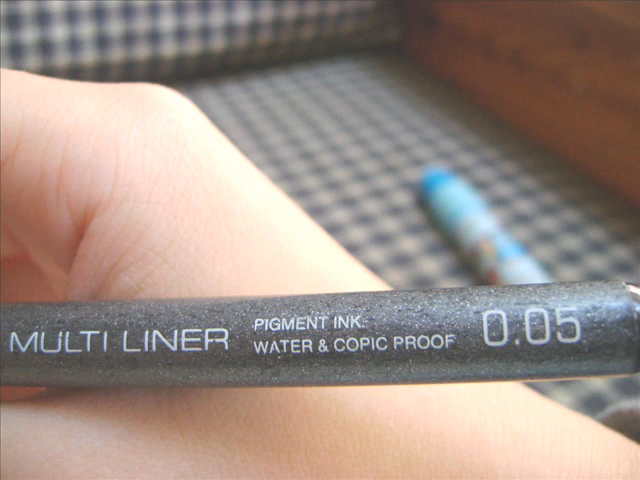 MULTI LINER
PIGMENT INK.
WATER & COPIC PROOF
0.05